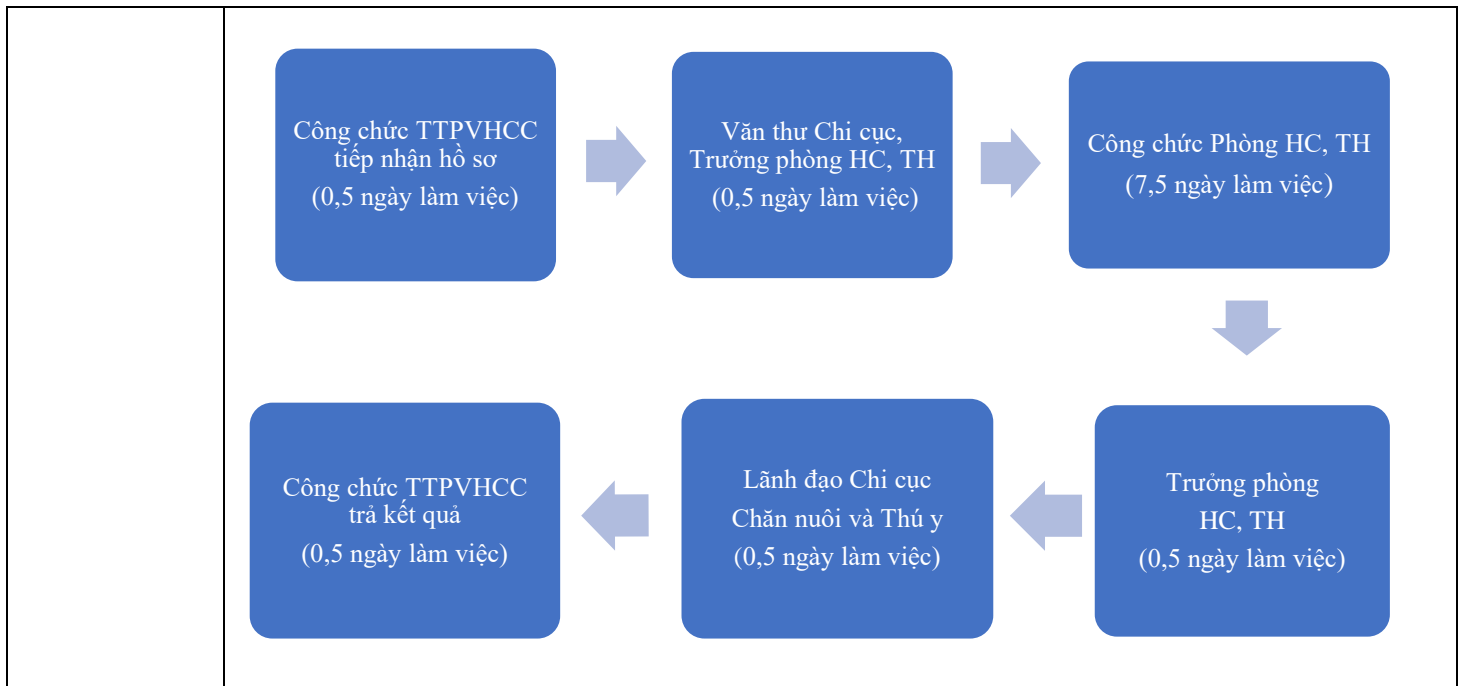 Công chức TTPVHCC
tiếp nhận hồ sơ
(0,5 ngày làm việc)
Văn thư Chi cục,
Trưởng phòng HC, TH
(0,5 ngày làm việc)
Công chức Phòng HC, TH
(7,5 ngày làm việc)
Trưởng phòng
HC, TH
(0,5 ngày làm việc)
Lãnh đạo Chi cục
Chăn nuôi và Thú y
(0,5 ngày làm việc)
Công chức TTPVHCC
trả kết quả
(0,5 ngày làm việc)